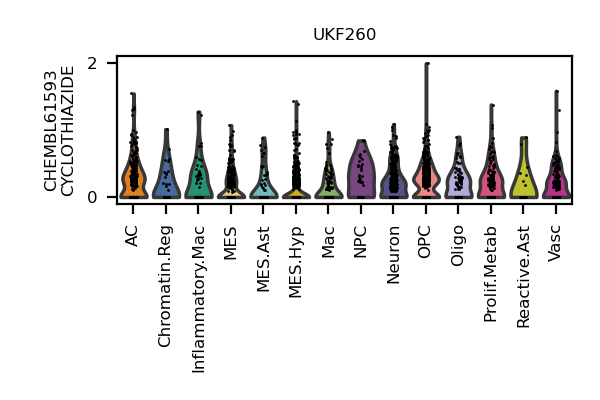 UKF260
CHEMBL61593
CYCLOTHIAZIDE
2
0
AC
Chromatin.Reg
Inflammatory.Mac
MES
MES.Ast
MES.Hyp
Mac
NPC
Neuron
OPC
Oligo
Prolif.Metab
Reactive.Ast
Vasc